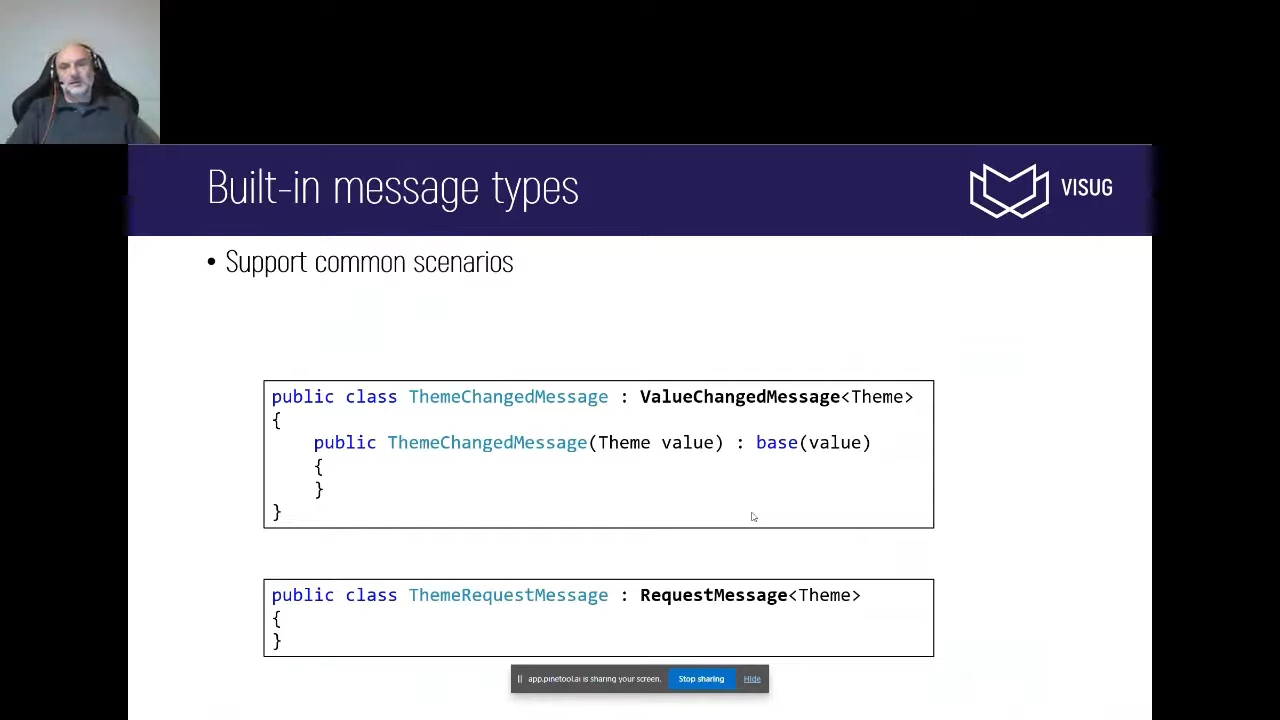 Built-in message types
VISUG
• Support common scenarios
public class ThemeChangedMessage : ValueChangedMessage<Theme>
{
public ThemeChangedMessage(Theme value) : base(value)
{
}
}
public class ThemeRequestMessage : RequestMessage<Theme>
{
}
app.pinetool.ai is sharing your screen.
Stop sharing
Hide